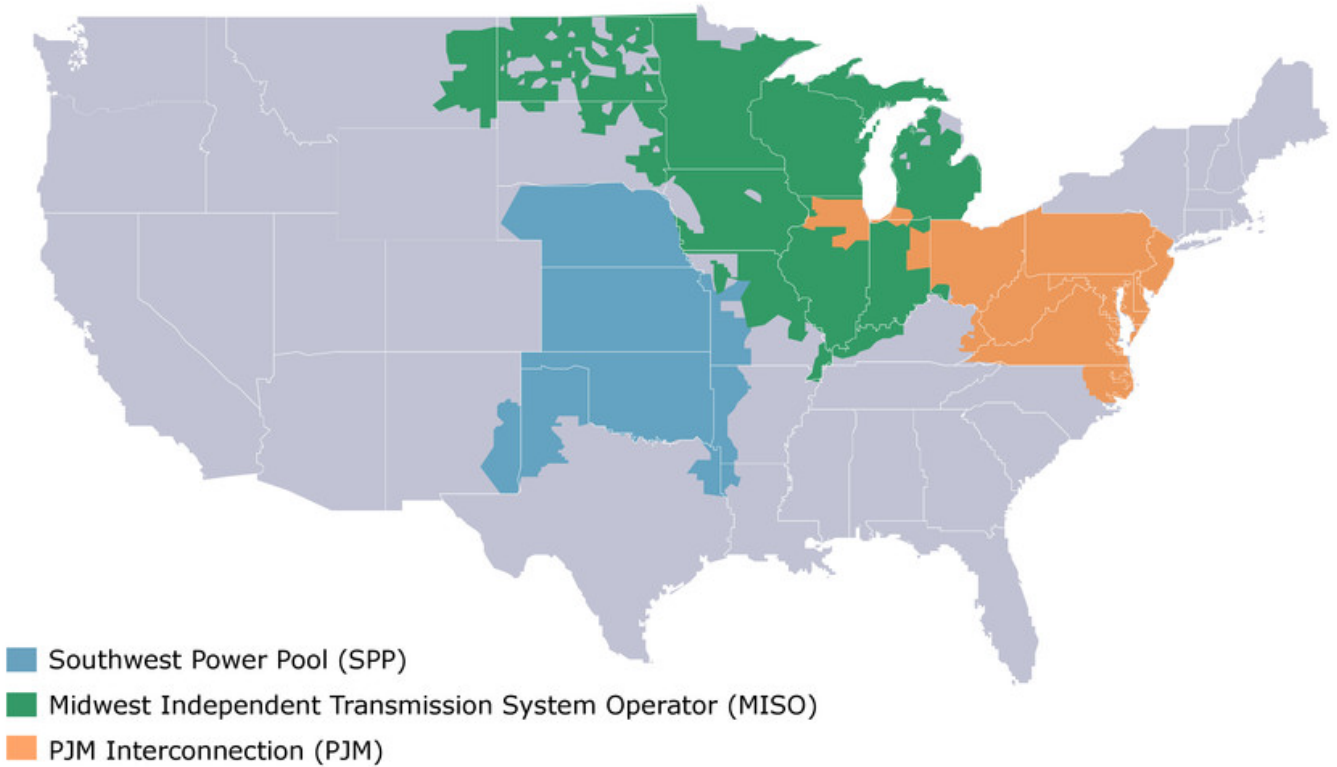 Southwest Power Pool (SPP)
Midwest Independent Transmission System Operator (MISO)
PJM Interconnection (PJM)